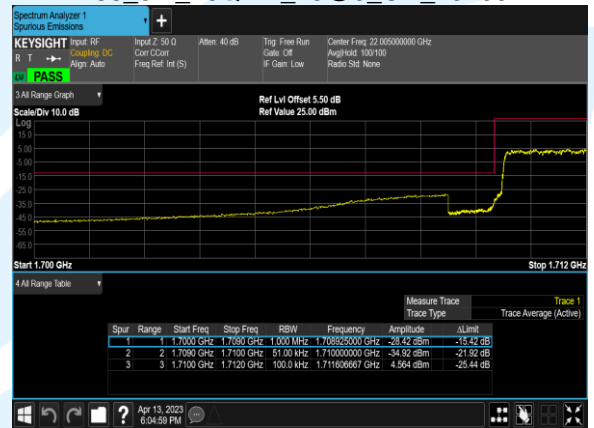 Spectrum Analyzer 1
Spurious Emissions
+
KEYSIGHT Input: RF Input Z: 50 Ω Atten: 40 dB Trig: Free Run Center Freq: 22.005000000 GHz
R T Coupling: DC Corr CCorr Gate: Off Avg|Hold: 100/100
Align: Auto Freq Ref: Int (S) IF Gain: Low Radio Std: None
LV PASS
3 All Range Graph
Ref Lvl Offset 5.50 dB
Scale/Div 10.0 dB Ref Value 25.00 dBm
Log
15.0
5.00
-5.00
-15.0
-25.0
-35.0
-45.0
-55.0
-65.0
Start 1.700 GHz Stop 1.712 GHz
4 All Range Table
Measure Trace Trace 1
Trace Type Trace Average (Active)
Spur Range Start Freq Stop Freq RBW Frequency Amplitude ΔLimit
1 1 1.7000 GHz 1.7090 GHz 1.000 MHz 1.708925000 GHz -28.42 dBm -15.42 dB
2 2 1.7090 GHz 1.7100 GHz 51.00 kHz 1.710000000 GHz -34.92 dBm -21.92 dB
3 3 1.7100 GHz 1.7120 GHz 100.0 kHz 1.711606667 GHz 4.564 dBm -25.44 dB
? Apr 13, 2023
6:04:59 PM